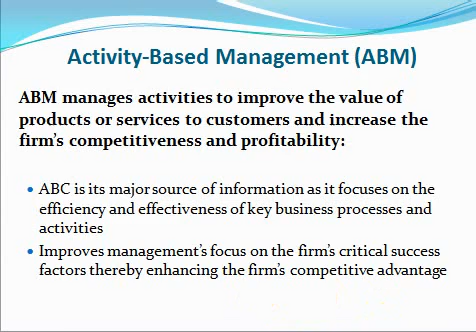 Activity-Based Management (ABM)
ABM manages activities to improve the value of
products or services to customers and increase the
firm's competitiveness and profitability:
• ABC is its major source of information as it focuses on the
efficiency and effectiveness of key business processes and
activities
• Improves management's focus on the firm's critical success
factors thereby enhancing the firm's competitive advantage